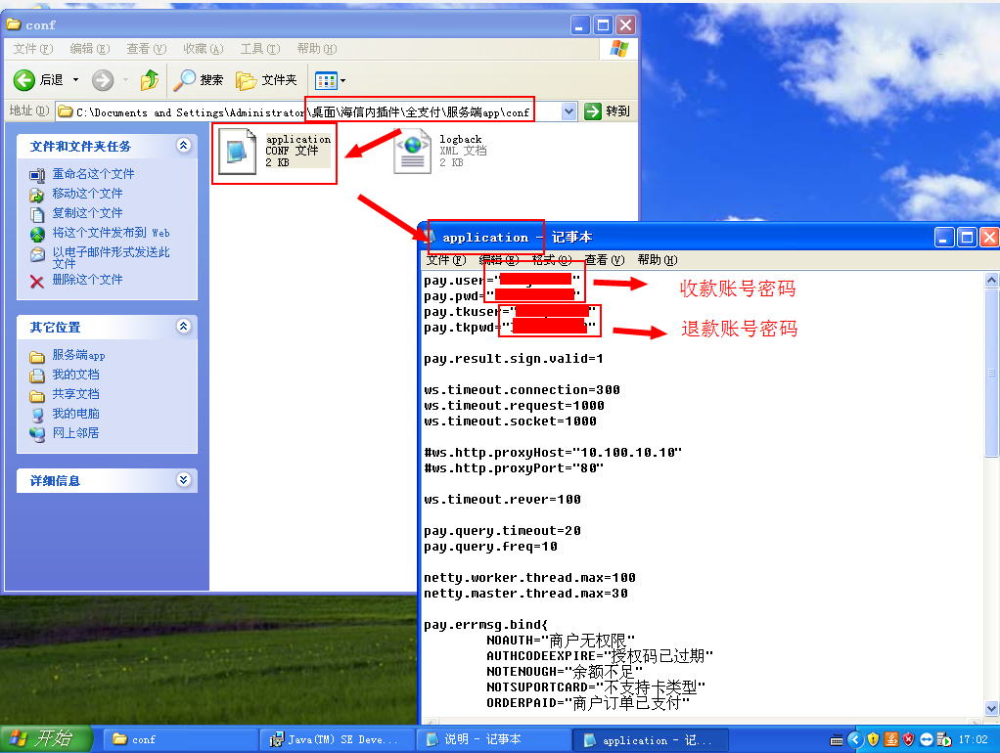 conf
文件(F) 编辑(E) 查看(V) 收藏(A) 工具(T) 帮助(H)
后退 搜索 文件夹
地址(D) C:\Documents and Settings\Administrator\桌面\海信内插件\全支付\服务端app\conf 转到
文件和文件夹任务
重命名这个文件
移动这个文件
复制这个文件
将这个文件发布到 Web
以电子邮件形式发送此
文件
删除这个文件
其它位置
服务端app
我的文档
共享文档
我的电脑
网上邻居
详细信息
application
CONF 文件
2 KB
logback
XML 文档
2 KB
application - 记事本
文件(F) 编辑(E) 格式(O) 查看(V) 帮助(H)
pay.user="
pay.pwd=" "
pay.tkuser=" "
pay.tkpwd=" "
收款账号密码
退款账号密码
pay.result.sign.valid=1
ws.timeout.connection=300
ws.timeout.request=1000
ws.timeout.socket=1000
#ws.http.proxyHost="10.100.10.10"
#ws.http.proxyPort="80"
ws.timeout.rever=100
pay.query.timeout=20
pay.query.freq=10
netty.worker.thread.max=100
netty.master.thread.max=30
pay.errmsg.bind{
NOAUTH="商户无权限"
AUTHCODEEXPIRE="授权码已过期"
NOTENOUGH="余额不足"
NOTSUPORTCARD="不支持卡类型"
ORDERPAID="商户订单已支付"
开始 conf Java(TM) SE Deve... 说明 - 记事本 application - 记... 17:02